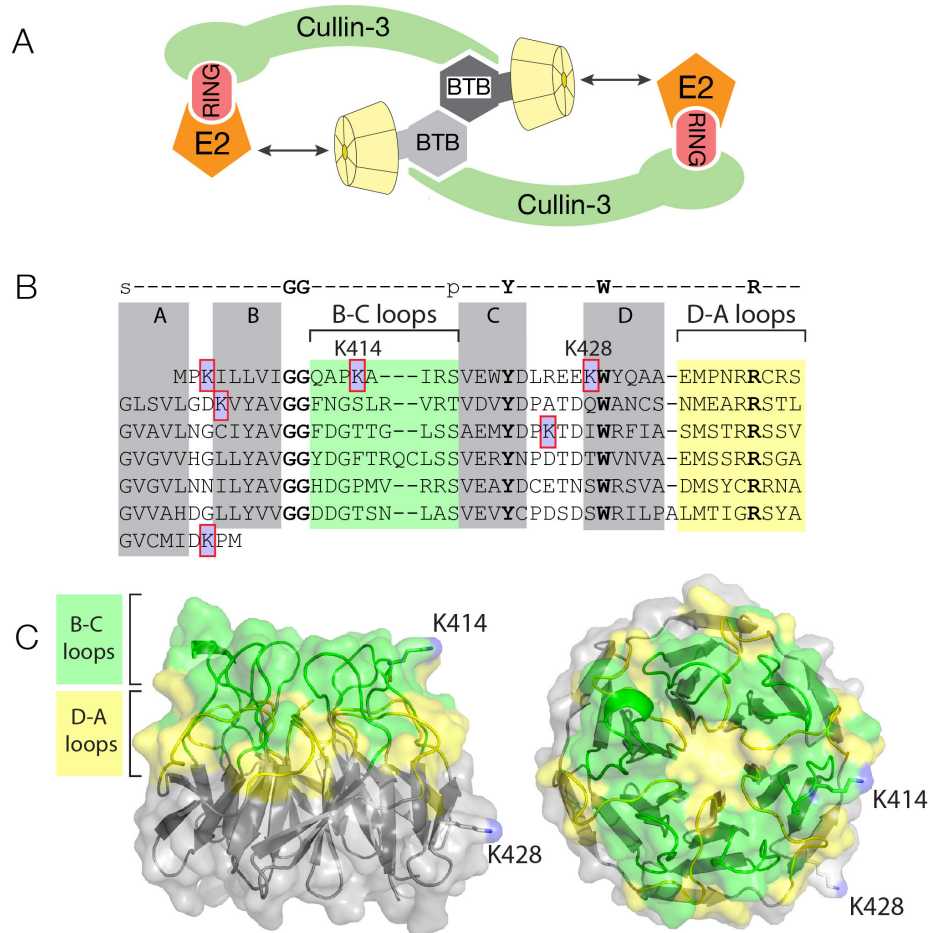 A
Cullin-3
RING
E2
BTB
BTB
E2
RING
Cullin-3
B
s-----------GG----------p---Y------W----------R---
A B B-C loops C D D-A loops
K414 K428
MPKILLVIGGQAPKA---IRSVEWYDLREEKWYQAA-EMPNRRCRS
GLSVLGDKVYAVGGFNGSLR--VRTVDVYDPATDQWANCS-NMEARRSTL
GVAVLNGCIYAVGGFDGTTG-LSSAEMYDPKTDIWRFIA-SMSTRRSSV
GVGVVHGLLYAVGGYDGFTRQCLSSVERYNPDTDTWVNVA-EMSSRRSGA
GVGVLNNILYAVGGHDGPMV-RRSVEAYDCETNSWRSVA-DMSYCRRNA
GVVAHDGLLYVVGGDDGTSN-LASVEVYCPDSDSWRILPALMTIGRSYA
GVCMIDKPM
C
B-C
loops
D-A
loops
K414
K428
K414
K428